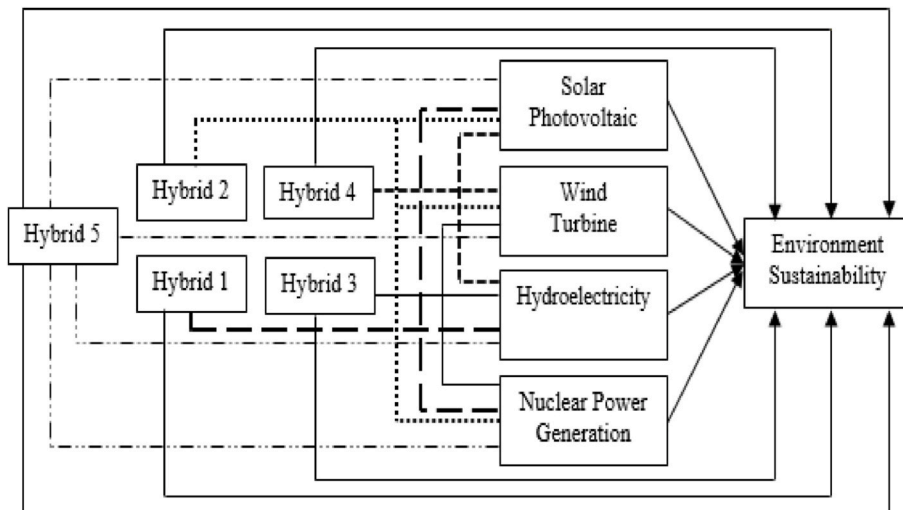 Solar
Photovoltaic
Hybrid 2
Hybrid 4
Wind
Turbine
Hybrid 5
Environment
Sustainability
Hybrid 1
Hybrid 3
Hydroelectricity
Nuclear Power
Generation